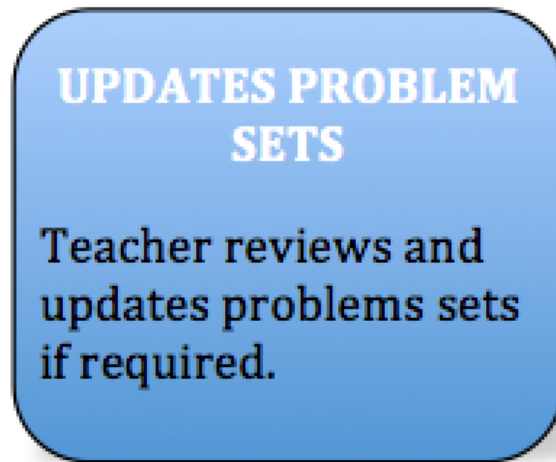 UPDATES PROBLEM
SETS
Teacher reviews and
updates problems sets
if required.